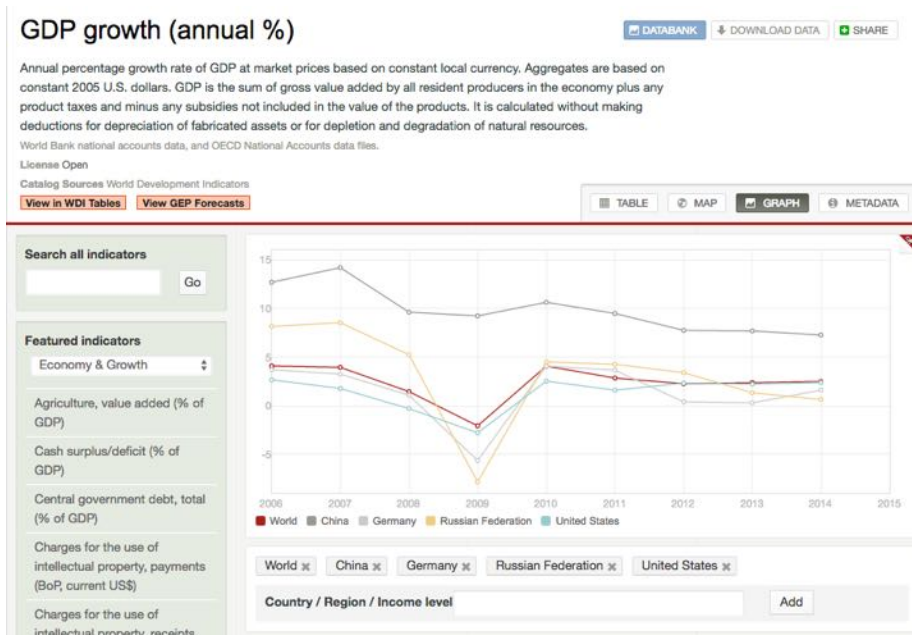 GDP growth (annual %)
DATABANK
DOWNLOAD DATA
SHARE
Annual percentage growth rate of GDP at market prices based on constant local currency. Aggregates are based on
constant 2005 U.S. dollars. GDP is the sum of gross value added by all resident producers in the economy plus any
product taxes and minus any subsidies not included in the value of the products. It is calculated without making
deductions for depreciation of fabricated assets or for depletion and degradation of natural resources.
World Bank national accounts data, and OECD National Accounts data files.
License Open
Catalog Sources World Development Indicators
View in WDI Tables View GEP Forecasts
TABLE
MAP
GRAPH
METADATA
Search all indicators
Go
Featured indicators
Economy & Growth
Agriculture, value added (% of
GDP)
Cash surplus/deficit (% of
GDP)
Central government debt, total
(% of GDP)
Charges for the use of
intellectual property, payments
(BoP, current US$)
Charges for the use of
intellectual property, receipts
15
10
5
0
-5
2006 2007 2008 2009 2010 2011 2012 2013 2014 2015
World China Germany Russian Federation United States
World x China x Germany x Russian Federation x United States x
Country / Region / Income level
Add